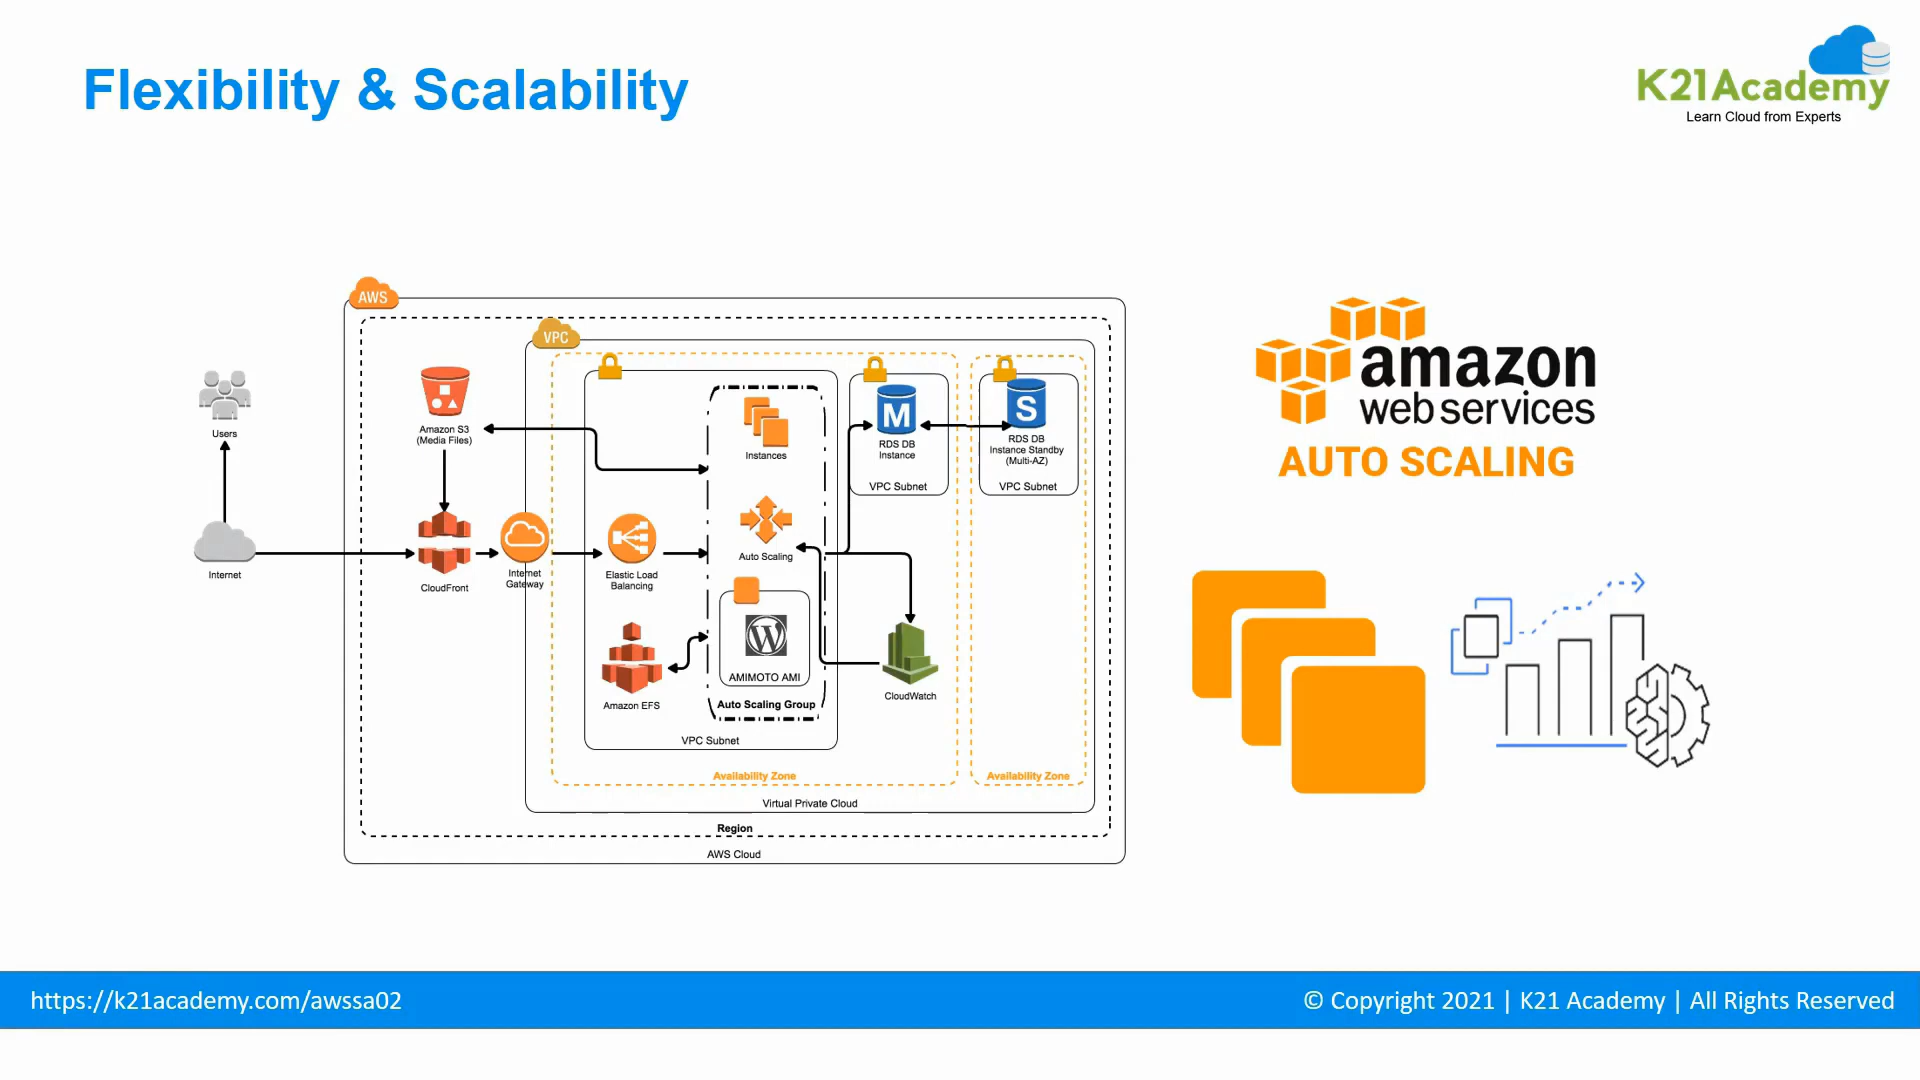 Flexibility & Scalability
K21Academy
Learn Cloud from Experts
AWS
VPC
Users
Internet
Amazon S3
(Media Files)
CloudFront
Internet
Gateway
Elastic Load
Balancing
Amazon EFS
Instances
Auto Scaling
AMIMOTO AMI
Auto Scaling Group
VPC Subnet
M
RDS DB
Instance
VPC Subnet
S
RDS DB
Instance Standby
(Multi-AZ)
VPC Subnet
CloudWatch
Availability Zone
Availability Zone
Virtual Private Cloud
Region
AWS Cloud
amazon
web services
AUTO SCALING
https://k21academy.com/awssa02
© Copyright 2021 | K21 Academy | All Rights Reserved